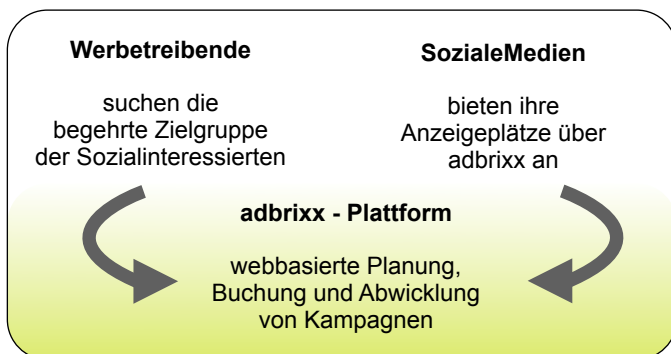 Werbetreibende
suchen die
begehrte Zielgruppe
der Sozialinteressierten
SozialeMedien
bieten ihre
Anzeigeplätze über
adbrixx an
adbrixx - Plattform
webbasierte Planung,
Buchung und Abwicklung
von Kampagnen